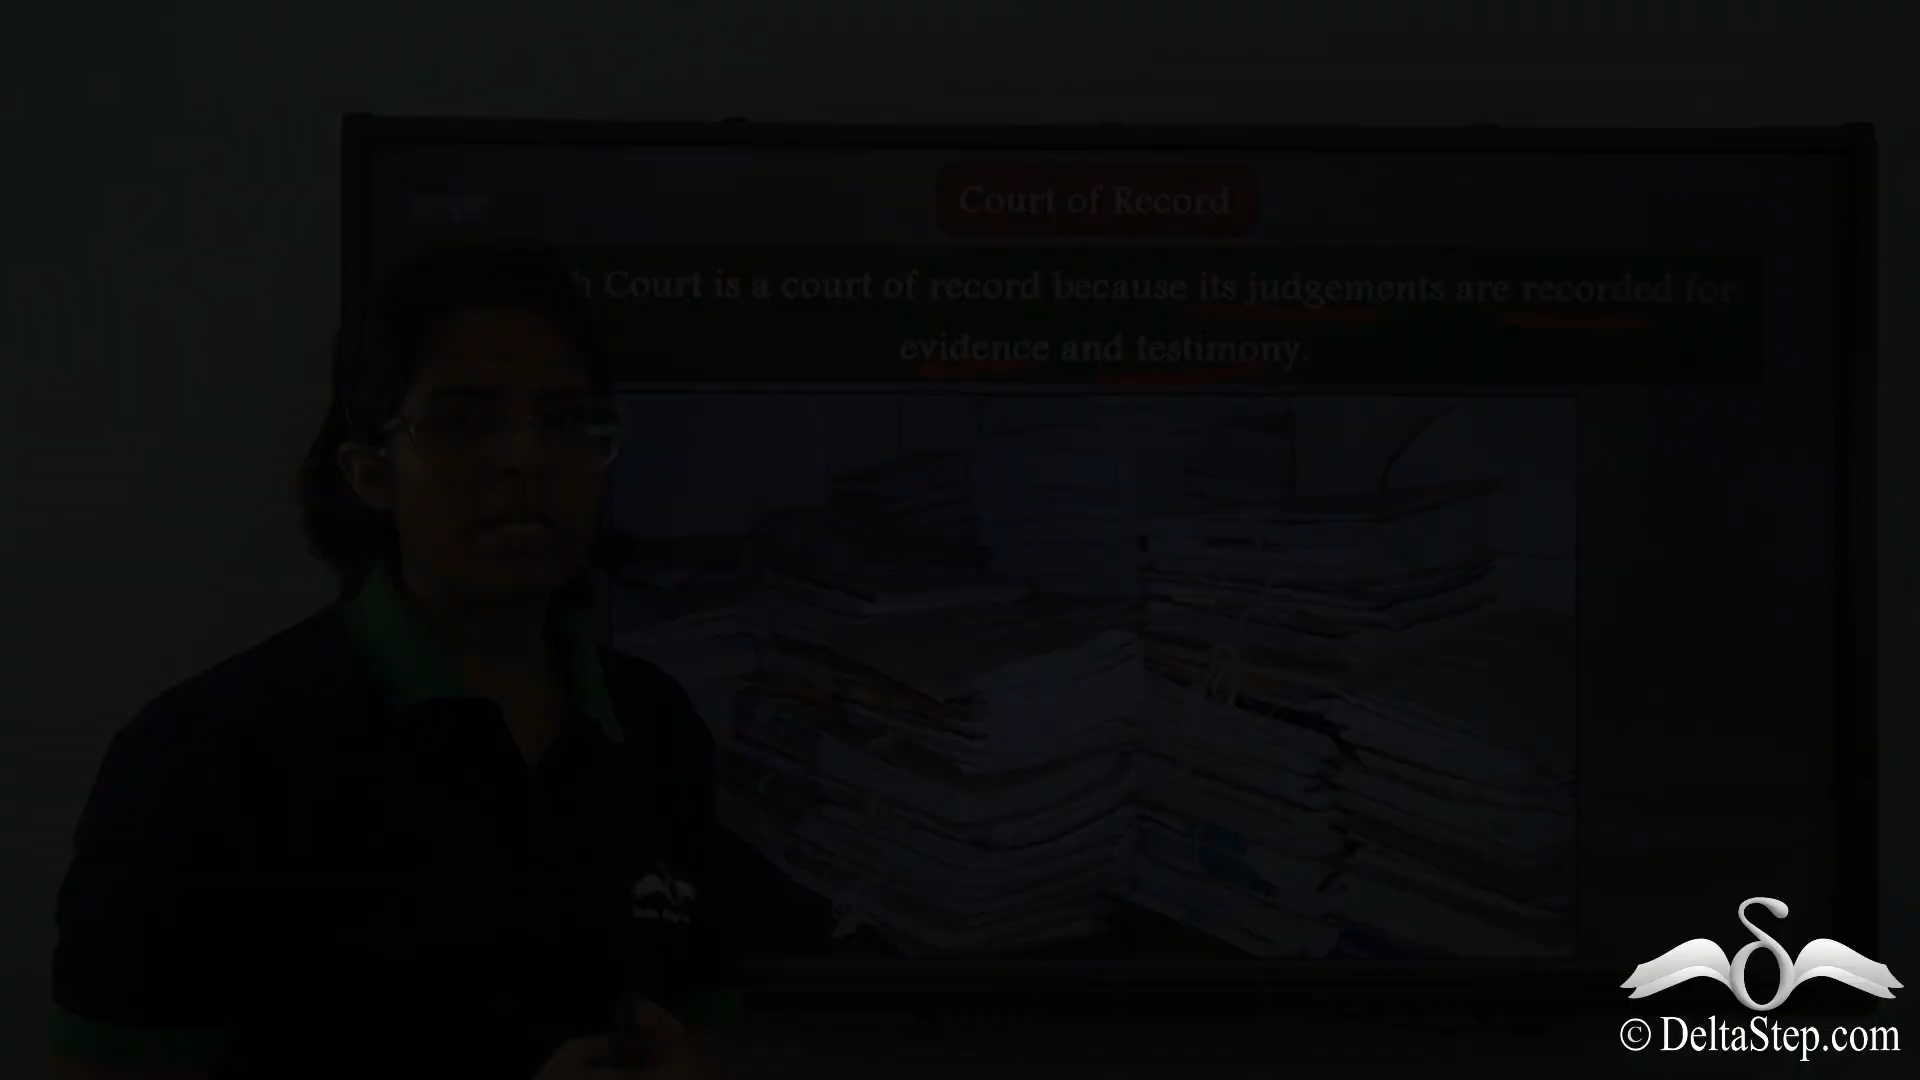 Court of Record
h Court is a court of record because its judgements are recorded for
evidence and testimony.
© DeltaStep.com